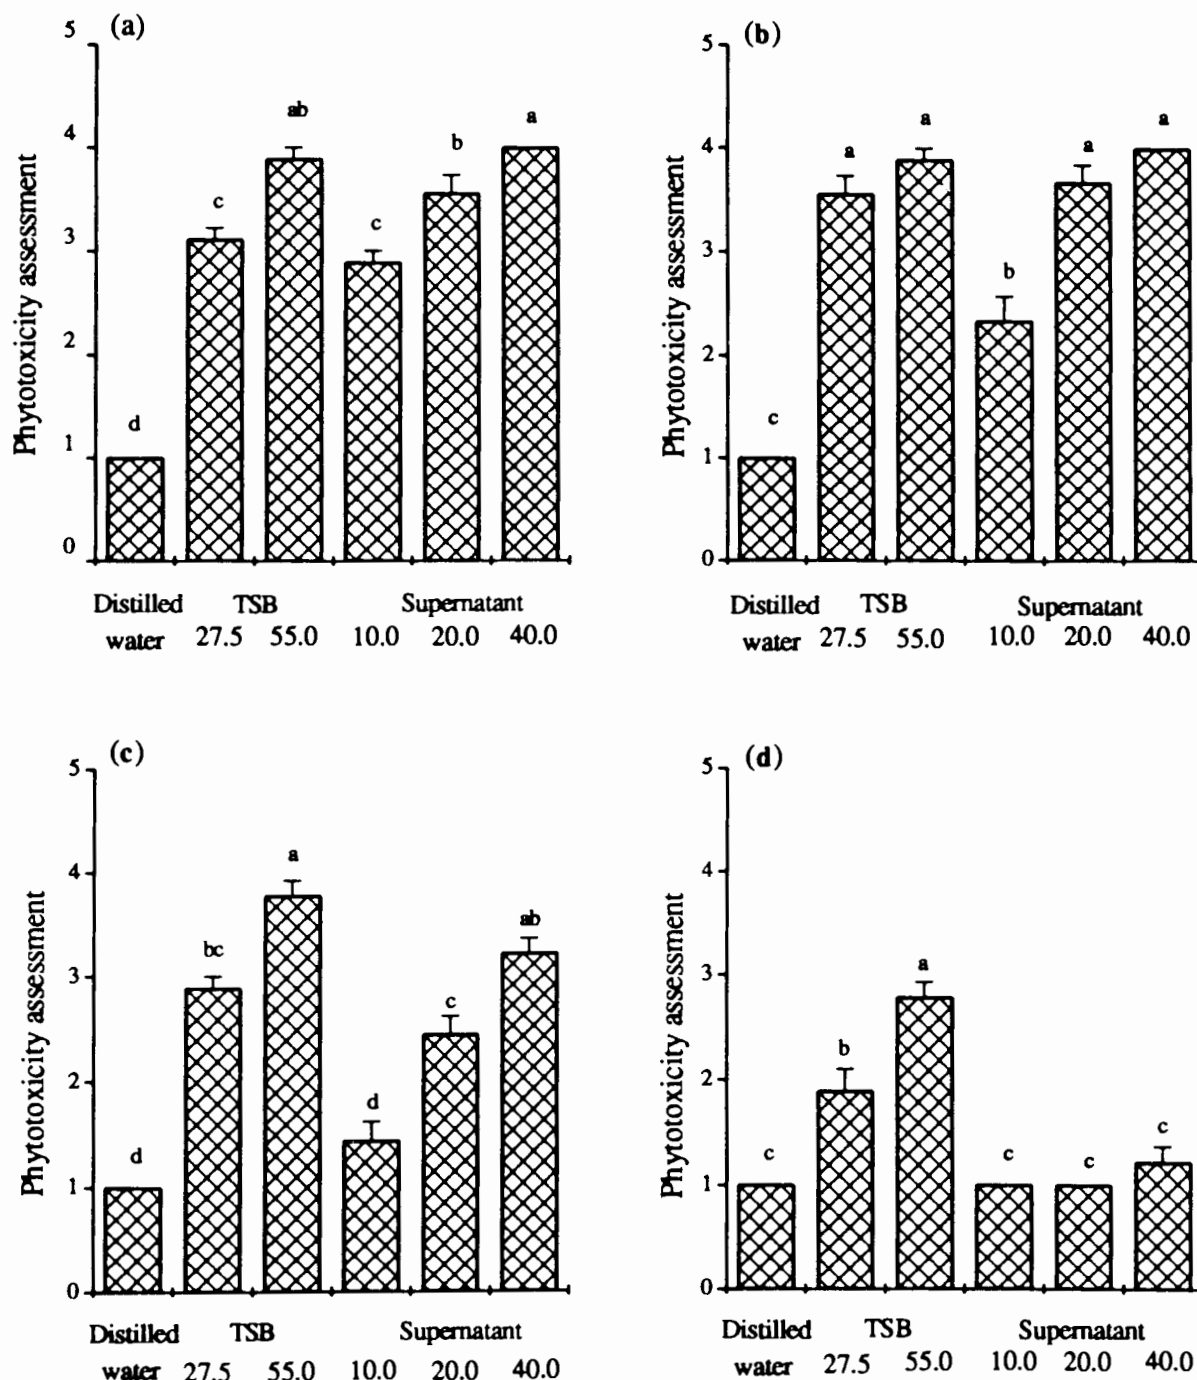 (a)
5
4
3
2
1
0
Phytotoxicity assessment
d
c
ab
c
b
a
Distilled TSB Supernatant
water 27.5 55.0 10.0 20.0 40.0
(b)
5
4
3
2
1
0
Phytotoxicity assessment
c
a
a
b
a
a
Distilled TSB Supernatant
water 27.5 55.0 10.0 20.0 40.0
(c)
5
4
3
2
1
0
Phytotoxicity assessment
d
bc
a
d
c
ab
Distilled TSB Supernatant
water 27.5 55.0 10.0 20.0 40.0
(d)
5
4
3
2
1
0
Phytotoxicity assessment
c
b
a
c
c
c
Distilled TSB Supernatant
water 27.5 55.0 10.0 20.0 40.0